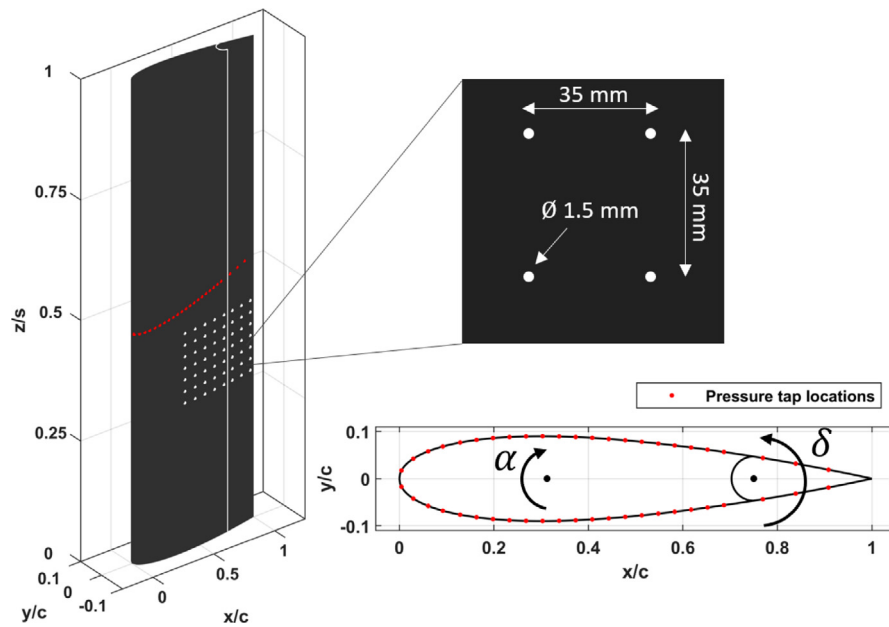 1
0.75
z/s
0.5
0.25
0
0.1
0
-0.1
y/c
0
0.5
1
x/c
35 mm
35 mm
Ø 1.5 mm
Pressure tap locations
0.1
0
-0.1
y/c
α
δ
0
0.2
0.4
0.6
0.8
1
x/c